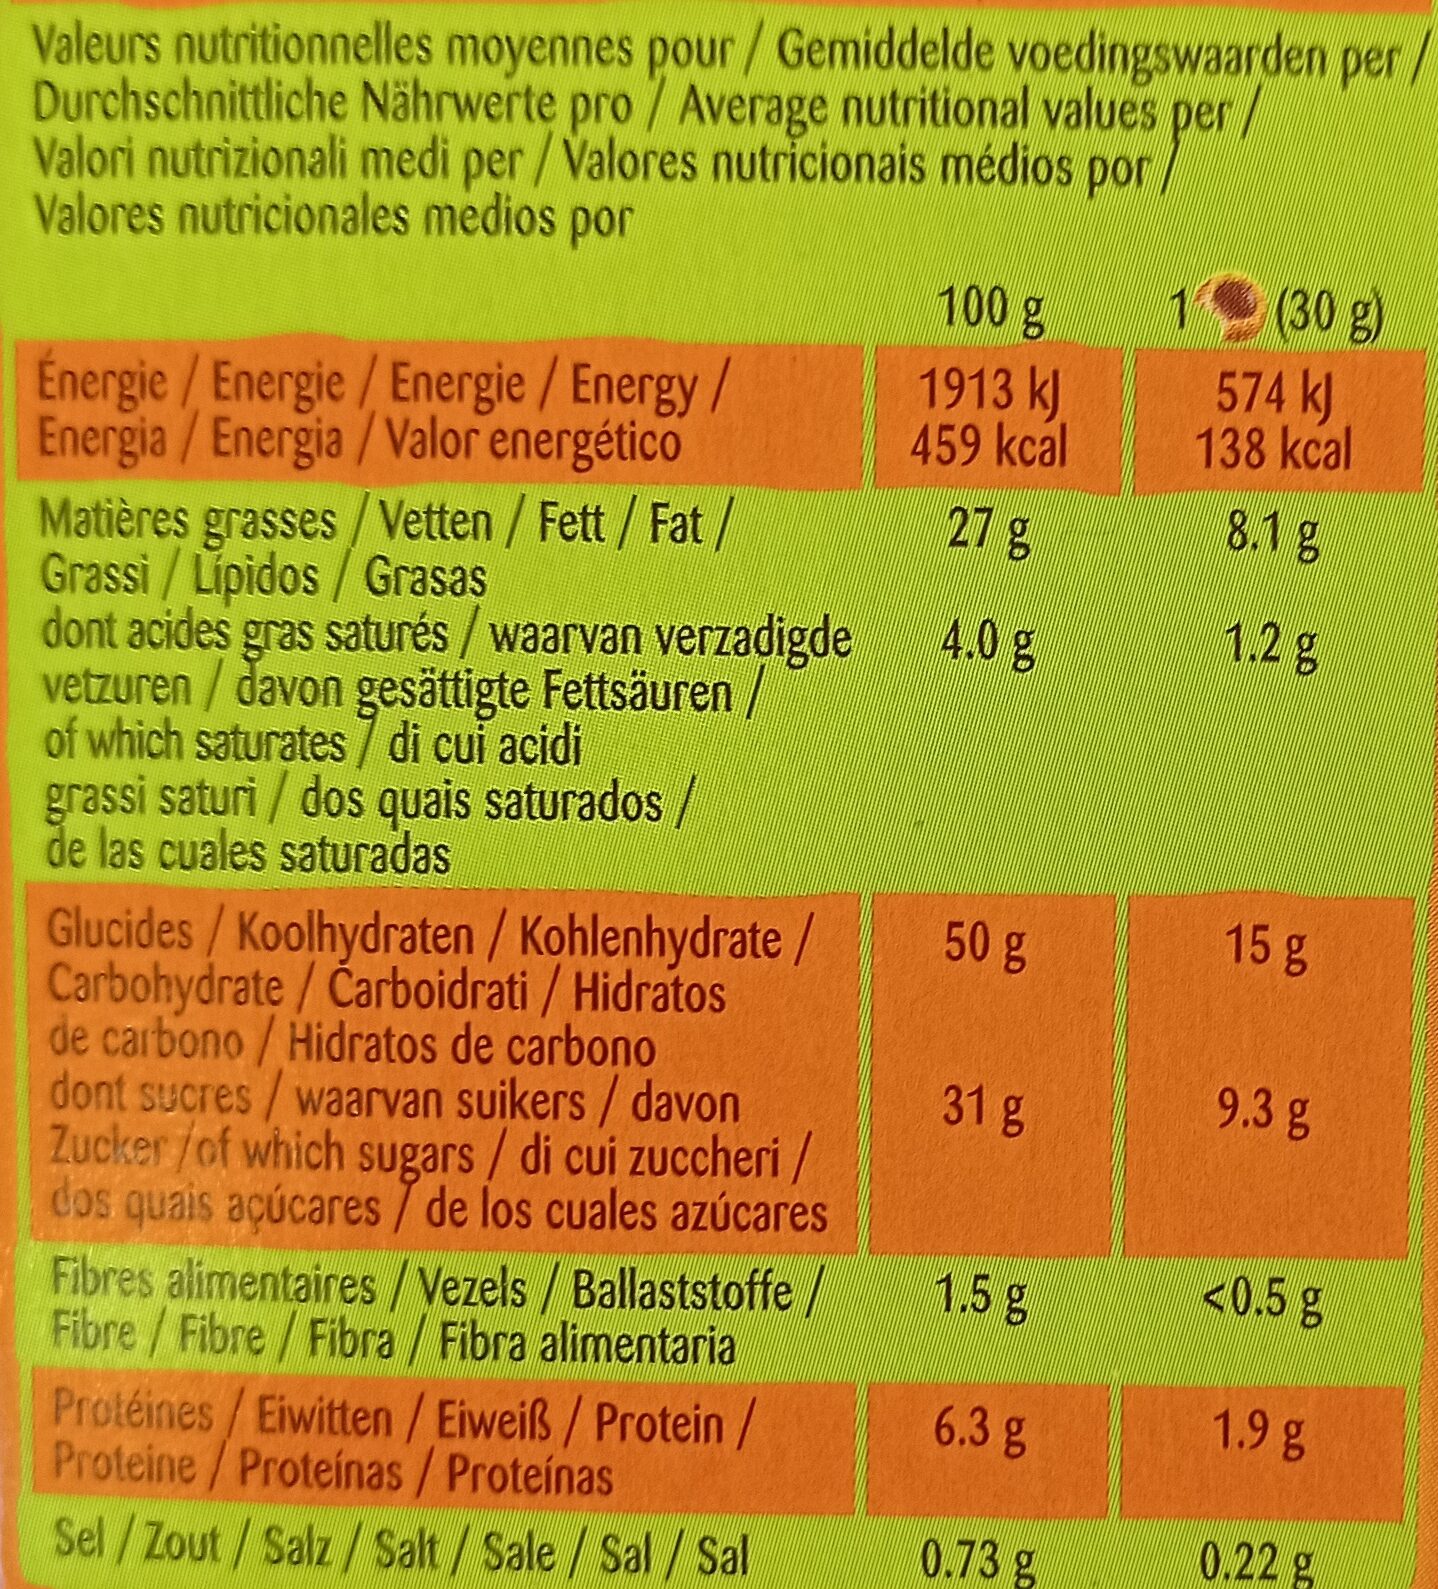 Valeurs nutritionnelles moyennes pour / Gemiddelde voedingswaarden per /
Durchschnittliche Nährwerte pro / Average nutritional values per /
Valori nutrizionali medi per / Valores nutricionais médios por /
Valores nutricionales medios por
100 g 1 (30 g)
Énergie / Energie / Energie / Energy / 1913 kJ 574 kJ
Energia / Energia / Valor energético 459 kcal 138 kcal
Matières grasses / Vetten / Fett / Fat / 27 g 8.1 g
Grassi / Lípidos / Grasas
dont acides gras saturés / waarvan verzadigde 4.0 g 1.2 g
vetzuren / davon gesättigte Fettsäuren /
of which saturates / di cui acidi
grassi saturi / dos quais saturados /
de las cuales saturadas
Glucides / Koolhydraten / Kohlenhydrate / 50 g 15 g
Carbohydrate / Carboidrati / Hidratos
de carbono / Hidratos de carbono
dont sucres / waarvan suikers / davon 31 g 9.3 g
Zucker /of which sugars / di cui zuccheri /
dos quais açúcares / de los cuales azúcares
Fibres alimentaires / Vezels / Ballaststoffe / 1.5 g <0.5 g
Fibre / Fibre / Fibra / Fibra alimentaria
Protéines / Eiwitten / Eiweiß / Protein / 6.3 g 1.9 g
Proteine / Proteínas / Proteínas
Sel / Zout / Salz / Salt / Sale / Sal / Sal 0.73 g 0.22 g